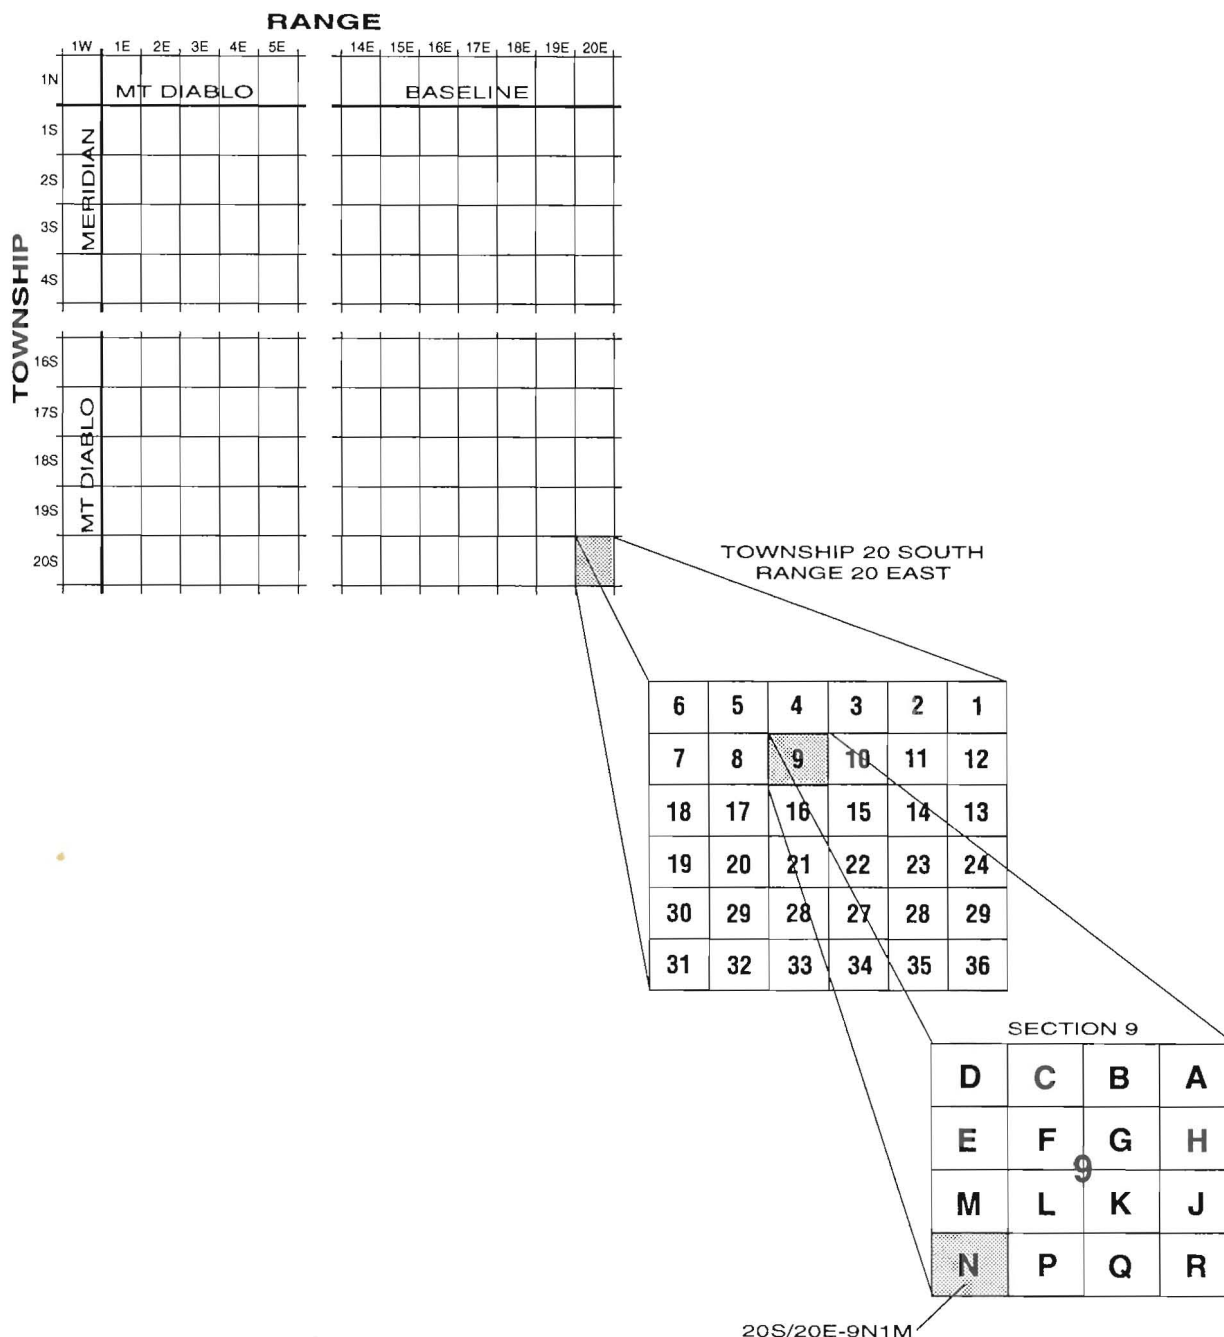 RANGE
1W 1E 2E 3E 4E 5E 14E 15E 16E 17E 18E 19E 20E
1N
MT DIABLO BASELINE
1S
2S
3S
4S
MERIDIAN
TOWNSHIP
16S
17S
18S
19S
20S
MT DIABLO
TOWNSHIP 20 SOUTH
RANGE 20 EAST
6 5 4 3 2 1
7 8 9 10 11 12
18 17 16 15 14 13
19 20 21 22 23 24
30 29 28 27 28 29
31 32 33 34 35 36
SECTION 9
D C B A
E F G H
9
M L K J
N P Q R
20S/20E-9N1M